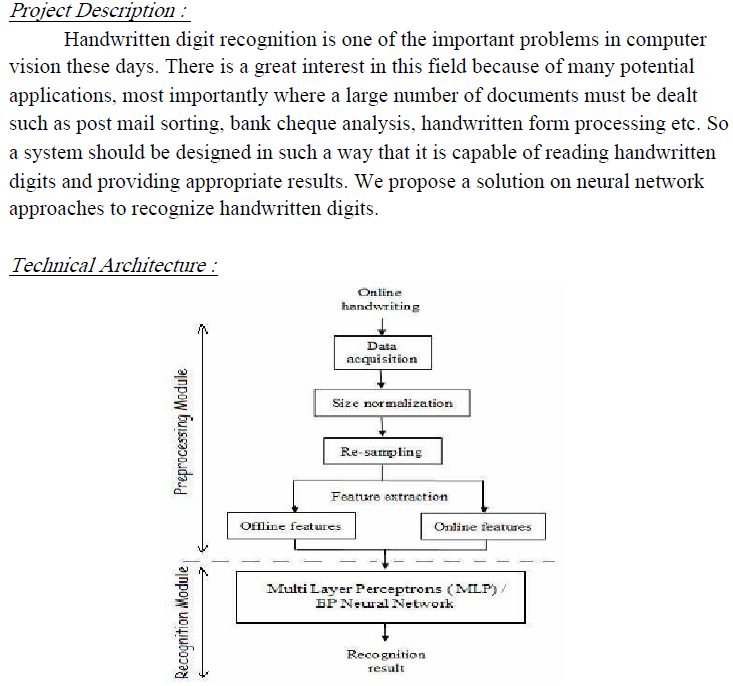 Project Description :
Handwritten digit recognition is one of the important problems in computer
vision these days. There is a great interest in this field because of many potential
applications, most importantly where a large number of documents must be dealt
such as post mail sorting, bank cheque analysis, handwritten form processing etc. So
a system should be designed in such a way that it is capable of reading handwritten
digits and providing appropriate results. We propose a solution on neural network
approaches to recognize handwritten digits.
Technical Architecture :
Online
handwriting
Data
acquisition
Size normalization
Re-sampling
Feature extraction
Offline features
Online features
Preprocessing Module
Multi Layer Perceptrons ( MLP) /
BP Neural Network
Recognition
result
Recognition Module